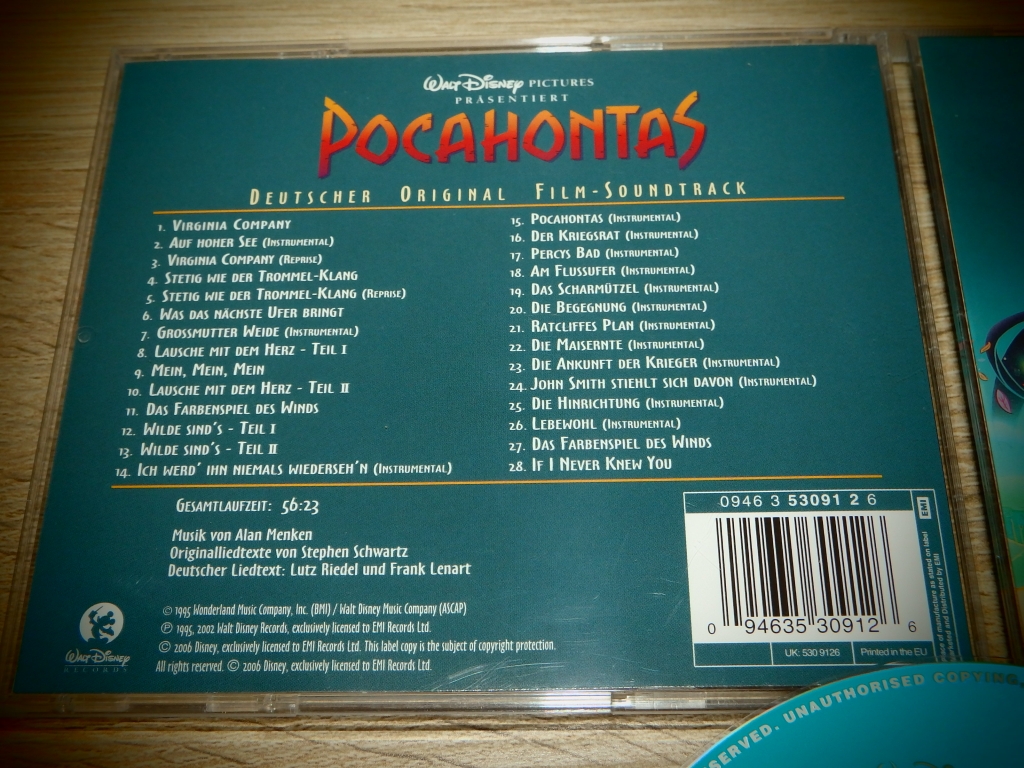 Walt Disney PICTURES
PRÄSENTIERT
POCAHONTAS
DEUTSCHER ORIGINAL FILM-SOUNDTRACK
1. VIRGINIA COMPANY
2. AUF HOHER SEE (INSTRUMENTAL)
3. VIRGINIA COMPANY (REPRISE)
4. STETIG WIE DER TROMMEL-KLANG
5. STETIG WIE DER TROMMEL-KLANG (REPRISE)
6. WAS DAS NÄCHSTE UFER BRINGT
7. GROSSMUTTER WEIDE (INSTRUMENTAL)
8. LAUSCHE MIT DEM HERZ - TEIL I
9. MEIN, MEIN, MEIN
10. LAUSCHE MIT DEM HERZ - TEIL II
11. DAS FARBENSPIEL DES WINDS
12. WILDE SIND'S - TEIL I
13. WILDE SIND'S - TEIL II
14. ICH WERD' IHN NIEMALS WIEDERSEH'N (INSTRUMENTAL)
15. POCAHONTAS (INSTRUMENTAL)
16. DER KRIEGSRAT (INSTRUMENTAL)
17. PERCYS BAD (INSTRUMENTAL)
18. AM FLUSSUFER (INSTRUMENTAL)
19. DAS SCHARMÜTZEL (INSTRUMENTAL)
20. DIE BEGEGNUNG (INSTRUMENTAL)
21. RATCLIFFES PLAN (INSTRUMENTAL)
22. DIE MAISERNTE (INSTRUMENTAL)
23. DIE ANKUNFT DER KRIEGER (INSTRUMENTAL)
24. JOHN SMITH STIEHLT SICH DAVON (INSTRUMENTAL)
25. DIE HINRICHTUNG (INSTRUMENTAL)
26. LEBEWOHL (INSTRUMENTAL)
27. DAS FARBENSPIEL DES WINDS
28. IF I NEVER KNEW YOU
GESAMTLAUFZEIT: 56:23
Musik von Alan Menken
Originalliedtexte von Stephen Schwartz
Deutscher Liedtext: Lutz Riedel und Frank Lenart
© 1995 Wonderland Music Company, Inc. (BMI) / Walt Disney Music Company (ASCAP)
℗ 1995, 2002 Walt Disney Records, exclusively licensed to EMI Records Ltd.
© 2006 Disney, exclusively licensed to EMI Records Ltd. This label copy is the subject of copyright protection.
All rights reserved. © 2006 Disney, exclusively licensed to EMI Records Ltd.
Walt Disney
RECORDS
0946 3 53091 2 6
EMI
of manufacture as stated on label
and Distributed by EMI
0 94635 30912 6
UK: 530 9126
Printed in the EU
SERVED. UNAUTHORISED COPYING,